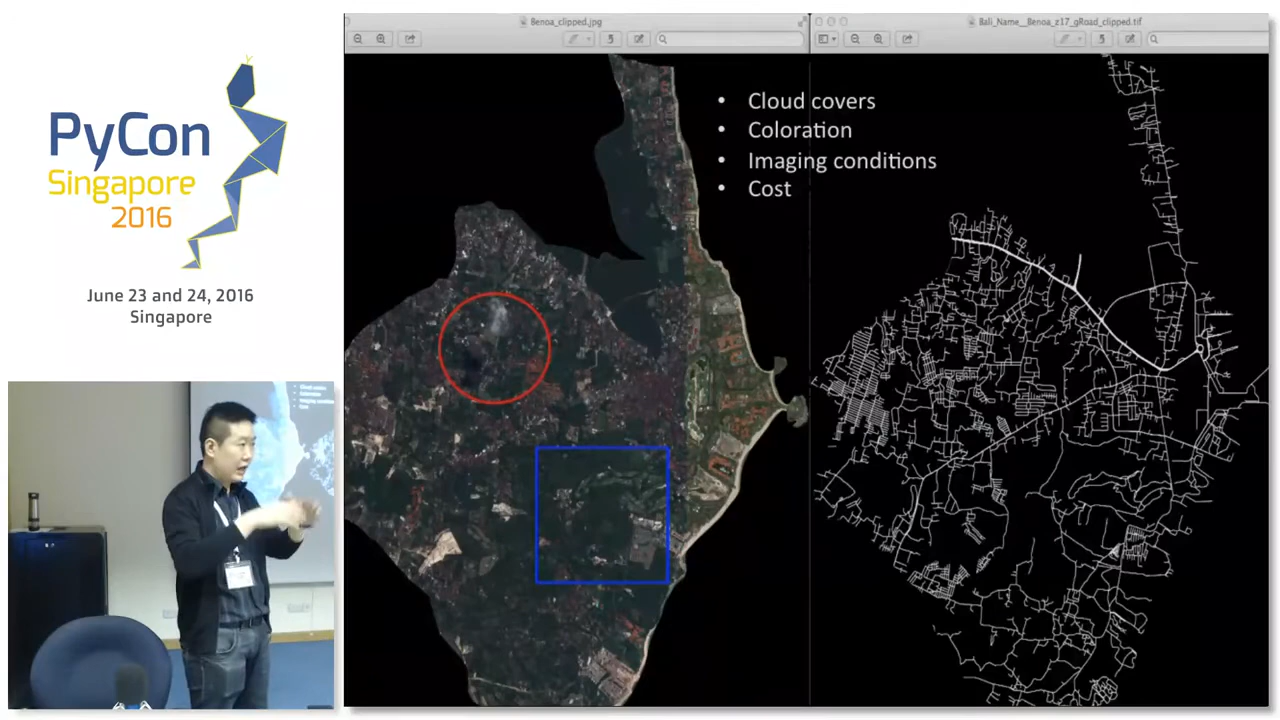 PyCon
Singapore
2016
June 23 and 24, 2016
Singapore
Benoa_clipped.jpg
Bali_Name__Benoa_z17_gRoad_clipped.tif
• Cloud covers
• Coloration
• Imaging conditions
• Cost